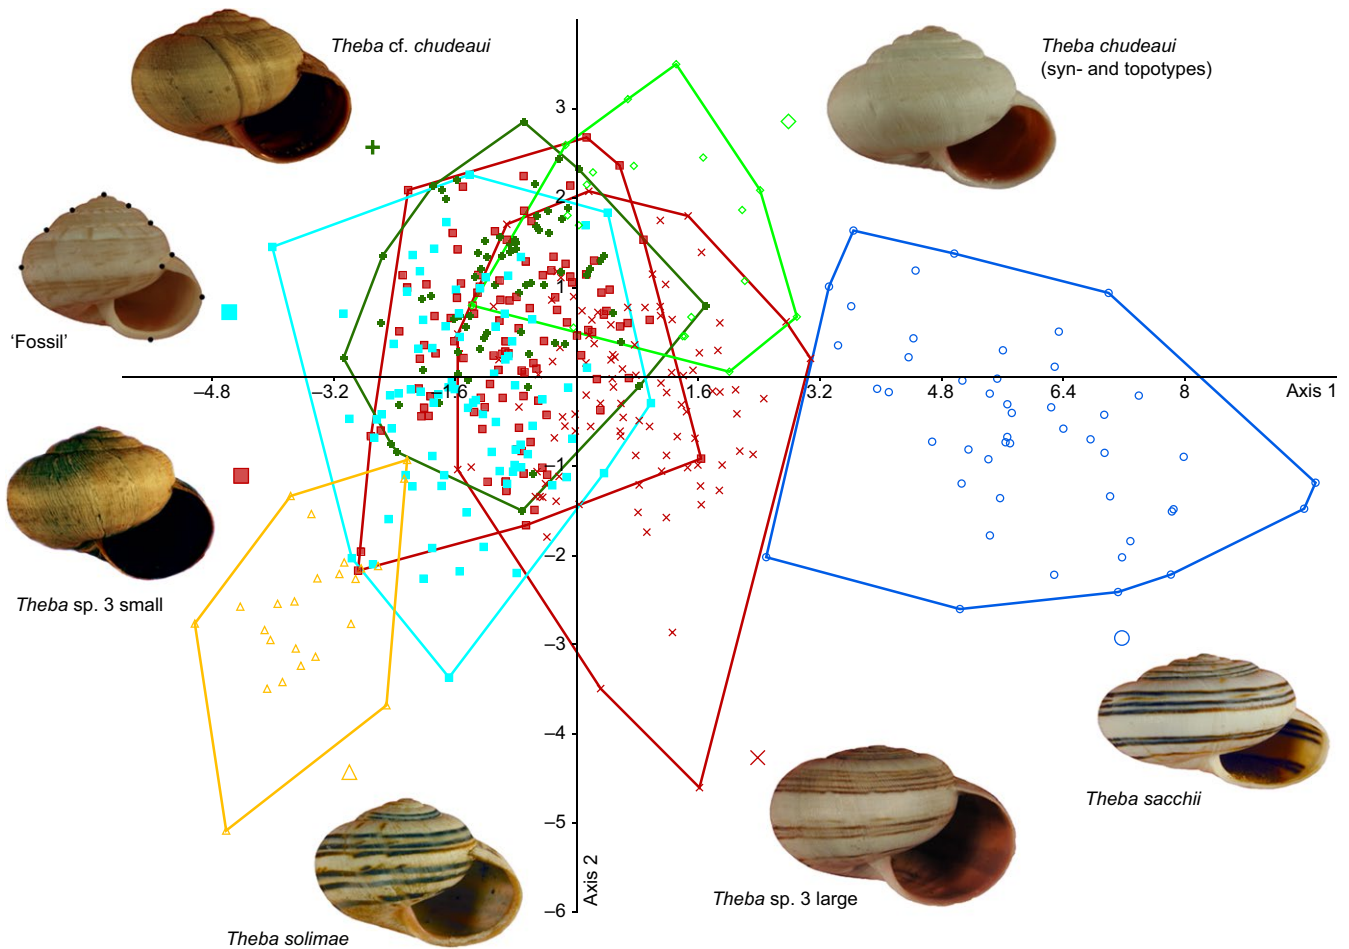 Theba cf. chudeaui
Theba chudeaui
(syn- and topotypes)
3
2
1
‘Fossil’
–4.8
–3.2
–1.6
1.6
3.2
4.8
6.4
8
Axis 1
–1
–2
Theba sp. 3 small
–3
–4
Theba sacchii
–5
Axis 2
Theba sp. 3 large
–6
Theba solimae